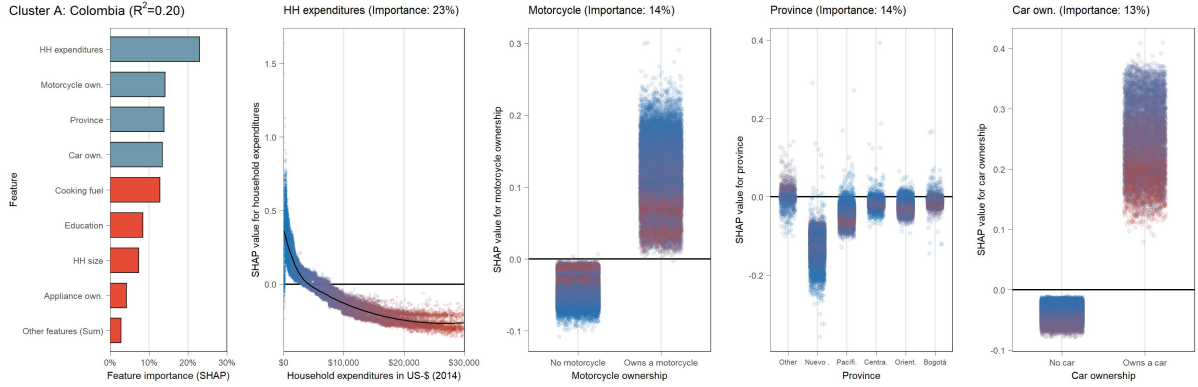 Cluster A: Colombia (R²=0.20)
Feature
HH expenditures
Motorcycle own.
Province
Car own.
Cooking fuel
Education
HH size
Appliance own.
Other features (Sum)
0% 10% 20% 30%
Feature importance (SHAP)
HH expenditures (Importance: 23%)
SHAP value for household expenditures
1.5
1.0
0.5
0.0
$0 $10,000 $20,000 $30,000
Household expenditures in US-$ (2014)
Motorcycle (Importance: 14%)
SHAP value for motorcycle ownership
0.3
0.2
0.1
0.0
-0.1
No motorcycle Owns a motorcycle
Motorcycle ownership
Province (Importance: 14%)
SHAP value for province
0.4
0.2
0.0
-0.2
Other Nuevo . Pacifi. Centra. Orient. Bogotá
Province
Car own. (Importance: 13%)
SHAP value for car ownership
0.4
0.3
0.2
0.1
0.0
-0.1
No car Owns a car
Car ownership